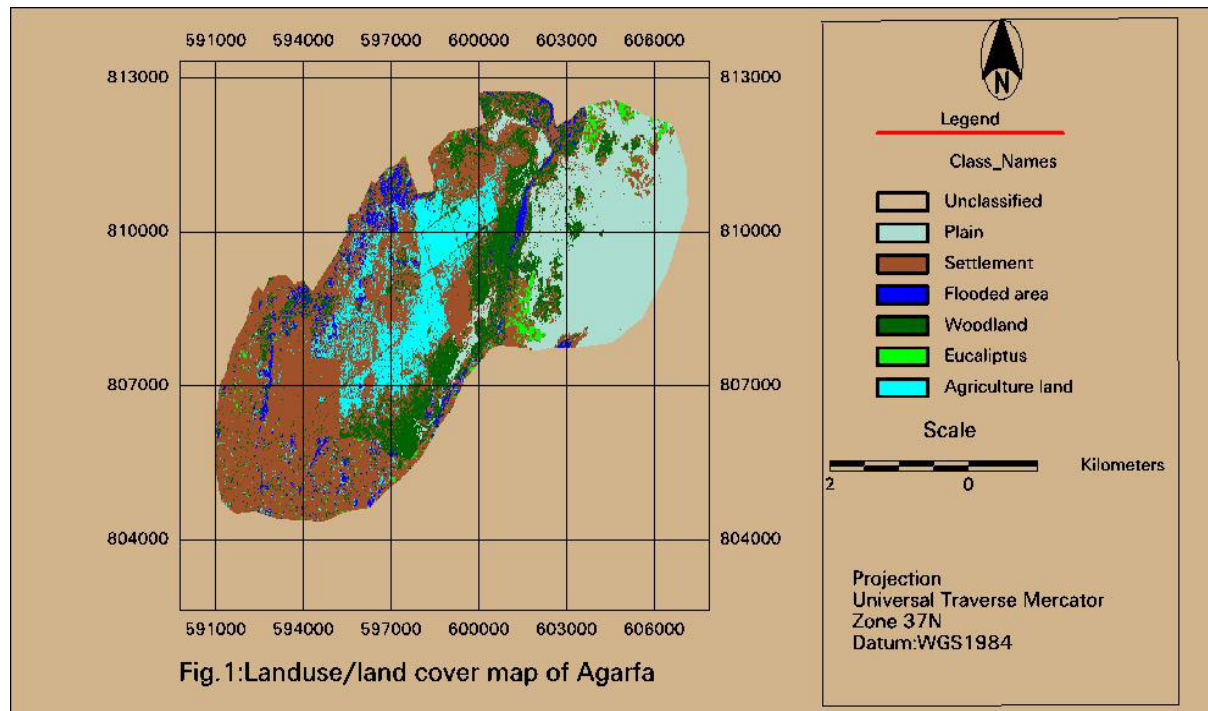 591000 594000 597000 600000 603000 606000
813000 813000
810000 810000
807000 807000
804000 804000
591000 594000 597000 600000 603000 606000
Fig.1:Landuse/land cover map of Agarfa
N
Legend
Class_Names
Unclassified
Plain
Settlement
Flooded area
Woodland
Eucaliptus
Agriculture land
Scale
Kilometers
2 0
Projection
Universal Traverse Mercator
Zone 37N
Datum:WGS1984